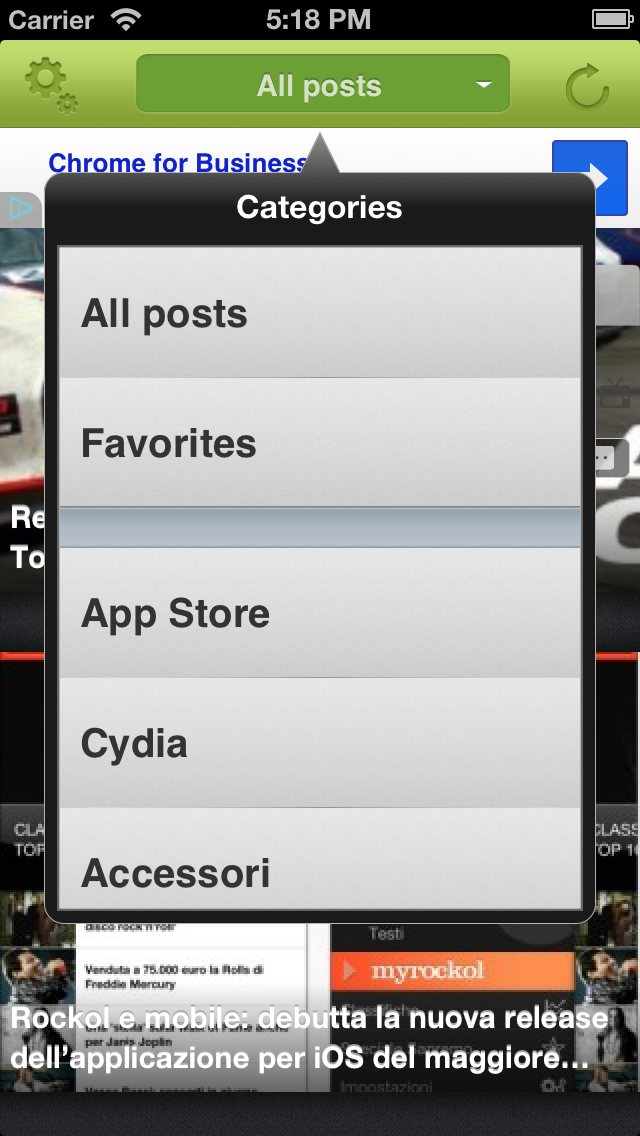 Carrier
5:18 PM
All posts
Chrome for Business
Categories
All posts
Favorites
Re
To
App Store
Cydia
CLA
TOP
CLASS
TOP 10
Accessori
disco rock'n'roll'
Testi
Venduta a 75.000 euro la Rolls di
Freddie Mercury
myrockol
Rockol e mobile: debutta la nuova release
per Janis Joplin
dell'applicazione per iOS del maggiore...
Impostazioni